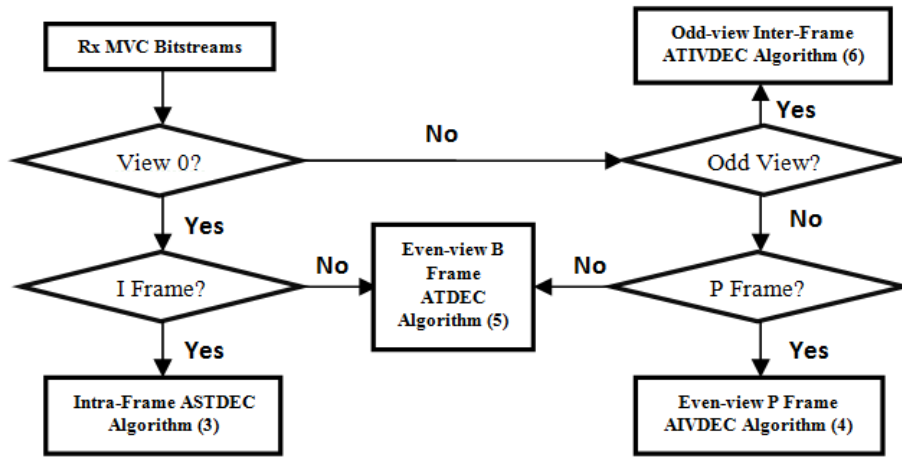 Rx MVC Bitstreams
Odd-view Inter-Frame
ATIVDEC Algorithm (6)
Yes
No
View 0?
Odd View?
Yes
No
Even-view B
Frame
ATDEC
Algorithm (5)
No
No
I Frame?
P Frame?
Yes
Yes
Intra-Frame ASTDEC
Algorithm (3)
Even-view P Frame
AIVDEC Algorithm (4)